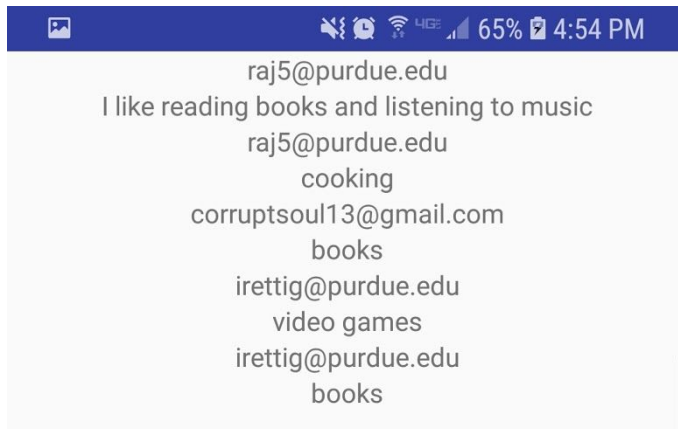 4GE 65% 4:54 PM
raj5@purdue.edu
I like reading books and listening to music
raj5@purdue.edu
cooking
corruptsoul13@gmail.com
books
irettig@purdue.edu
video games
irettig@purdue.edu
books